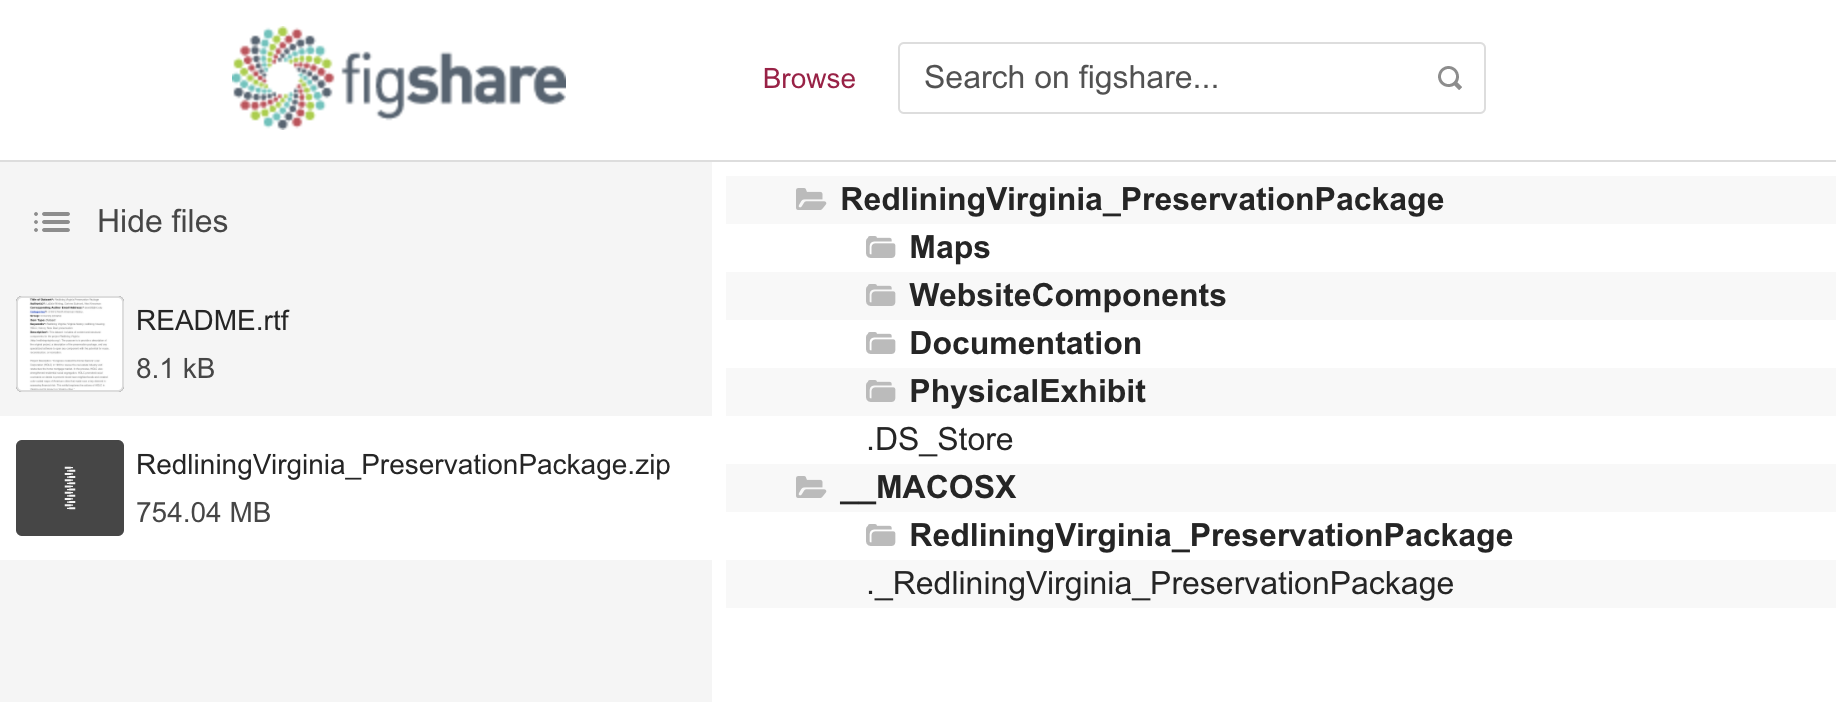 figshare
Browse
Search on figshare...
Hide files
README.rtf
8.1 kB
RedliningVirginia_PreservationPackage.zip
754.04 MB
RedliningVirginia_PreservationPackage
Maps
WebsiteComponents
Documentation
PhysicalExhibit
.DS_Store
__MACOSX
RedliningVirginia_PreservationPackage
._RedliningVirginia_PreservationPackage